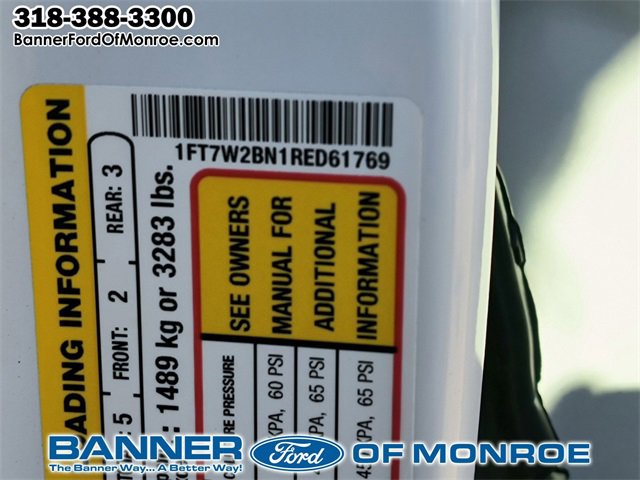 318-388-3300
BannerFordOfMonroe.com
1FT7W2BN1RED61769
ADING INFORMATION
5 FRONT: 2 REAR: 3
: 1489 kg or 3283 lbs.
SEE OWNERS
MANUAL FOR
ADDITIONAL
INFORMATION
PRESSURE
KPA, 60 PSI
KPA, 65 PSI
KPA, 65 PSI
BANNER Ford OF MONROE
The Banner Way... A Better Way!